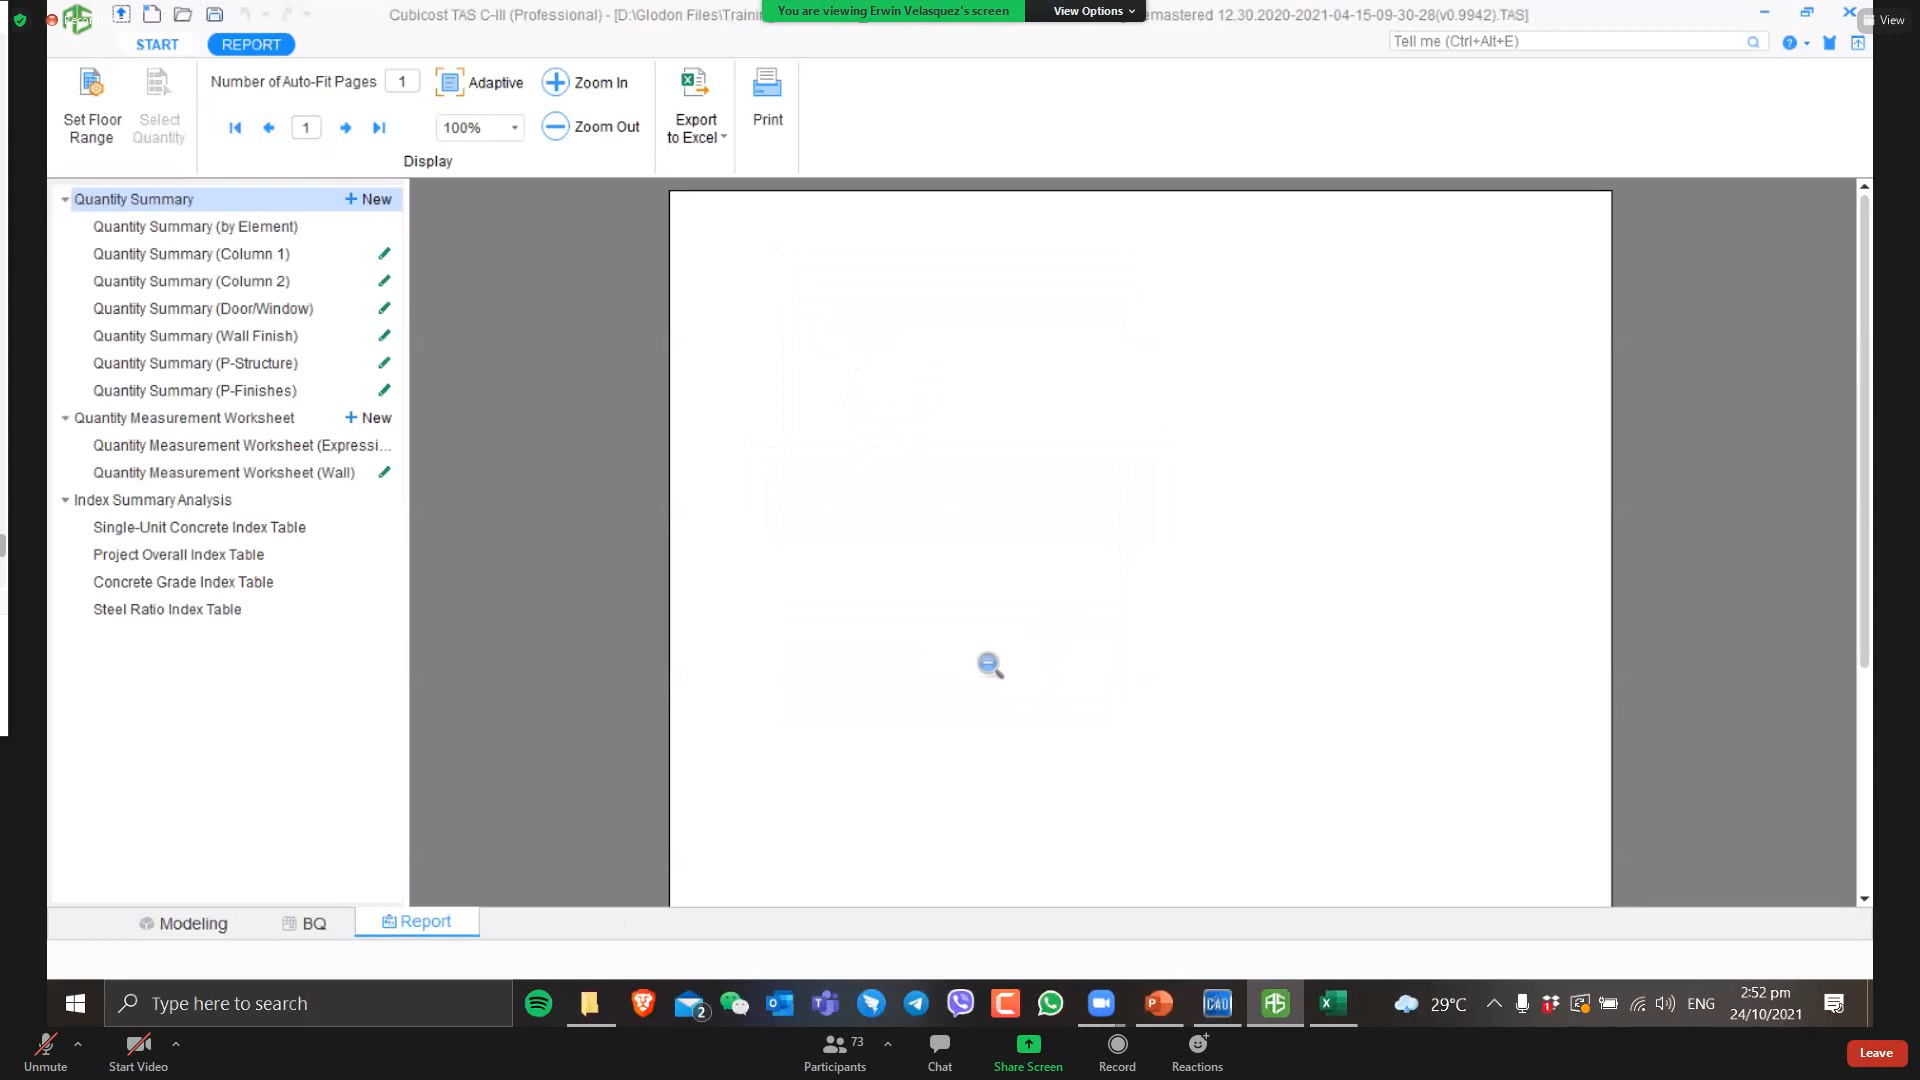 Cubicost TAS C-III (Professional) - [D:\Glodon Files\Trainin
You are viewing Erwin Velasquez's screen
View Options
emastered 12.30.2020-2021-04-15-09-30-28(v0.9942).TAS]
View
START
REPORT
Tell me (Ctrl+Alt+E)
Number of Auto-Fit Pages
1
Adaptive
Zoom In
Set Floor
Range
Select
Quantity
1
100%
Zoom Out
Export
to Excel
Print
Display
Quantity Summary
New
Quantity Summary (by Element)
Quantity Summary (Column 1)
Quantity Summary (Column 2)
Quantity Summary (Door/Window)
Quantity Summary (Wall Finish)
Quantity Summary (P-Structure)
Quantity Summary (P-Finishes)
Quantity Measurement Worksheet
New
Quantity Measurement Worksheet (Expressi...
Quantity Measurement Worksheet (Wall)
Index Summary Analysis
Single-Unit Concrete Index Table
Project Overall Index Table
Concrete Grade Index Table
Steel Ratio Index Table
Modeling
BQ
Report
Type here to search
2
CAD
29°C
ENG
2:52 pm
24/10/2021
Unmute
Start Video
73
Participants
Chat
Share Screen
Record
Reactions
Leave